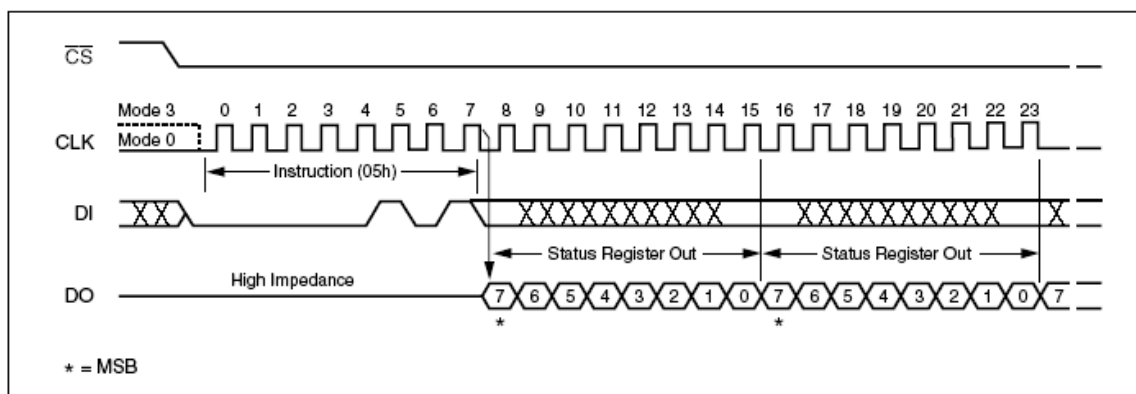 CS
Mode 3
0 1 2 3 4 5 6 7 8 9 10 11 12 13 14 15 16 17 18 19 20 21 22 23
CLK
Mode 0
Instruction (05h)
DI
Status Register Out
Status Register Out
High Impedance
DO
7 6 5 4 3 2 1 0 7 6 5 4 3 2 1 0 7
* *
* = MSB